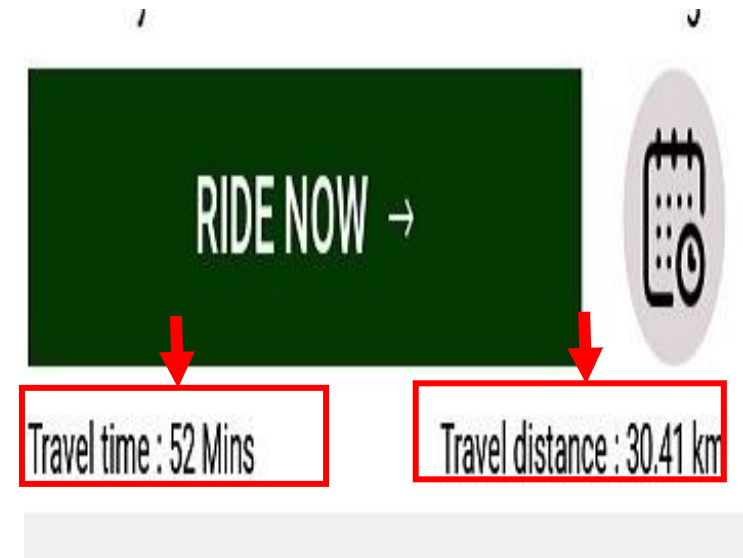 RIDE NOW →
Travel time : 52 Mins
Travel distance : 30.41 km